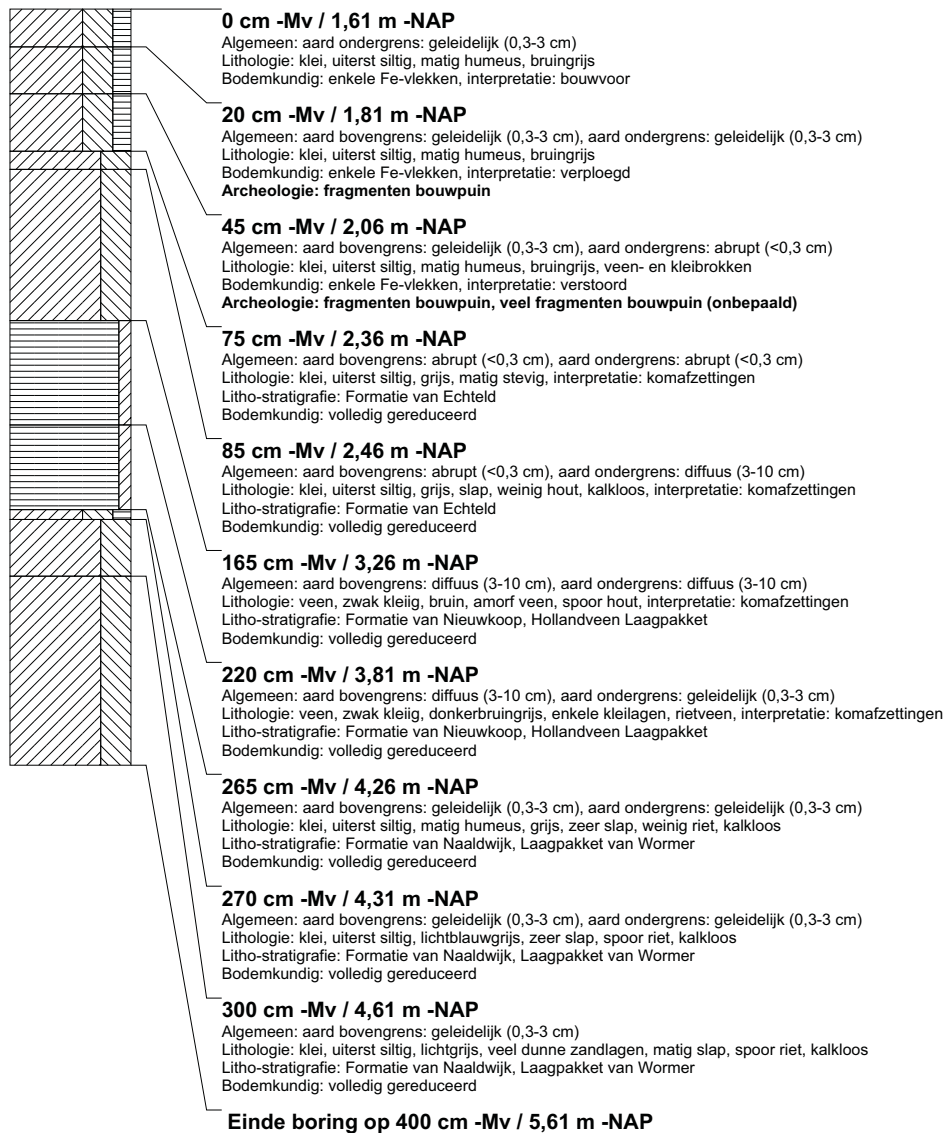 0 cm -Mv / 1,61 m -NAP
Algemeen: aard ondergrens: geleidelijk (0,3-3 cm)
Lithologie: klei, uiterst siltig, matig humeus, bruingrijs
Bodemkundig: enkele Fe-vlekken, interpretatie: bouwvoor
20 cm -Mv / 1,81 m -NAP
Algemeen: aard bovengrens: geleidelijk (0,3-3 cm), aard ondergrens: geleidelijk (0,3-3 cm)
Lithologie: klei, uiterst siltig, matig humeus, bruingrijs
Bodemkundig: enkele Fe-vlekken, interpretatie: verploegd
Archeologie: fragmenten bouwpuin
45 cm -Mv / 2,06 m -NAP
Algemeen: aard bovengrens: geleidelijk (0,3-3 cm), aard ondergrens: abrupt (<0,3 cm)
Lithologie: klei, uiterst siltig, matig humeus, bruingrijs, veen- en kleibrokken
Bodemkundig: enkele Fe-vlekken, interpretatie: verstoord
Archeologie: fragmenten bouwpuin, veel fragmenten bouwpuin (onbepaald)
75 cm -Mv / 2,36 m -NAP
Algemeen: aard bovengrens: abrupt (<0,3 cm), aard ondergrens: abrupt (<0,3 cm)
Lithologie: klei, uiterst siltig, grijs, matig stevig, interpretatie: komafzettingen
Litho-stratigrafie: Formatie van Echteld
Bodemkundig: volledig gereduceerd
85 cm -Mv / 2,46 m -NAP
Algemeen: aard bovengrens: abrupt (<0,3 cm), aard ondergrens: diffuus (3-10 cm)
Lithologie: klei, uiterst siltig, grijs, slap, weinig hout, kalkloos, interpretatie: komafzettingen
Litho-stratigrafie: Formatie van Echteld
Bodemkundig: volledig gereduceerd
165 cm -Mv / 3,26 m -NAP
Algemeen: aard bovengrens: diffuus (3-10 cm), aard ondergrens: diffuus (3-10 cm)
Lithologie: veen, zwak kleiig, bruin, amorf veen, spoor hout, interpretatie: komafzettingen
Litho-stratigrafie: Formatie van Nieuwkoop, Hollandveen Laagpakket
Bodemkundig: volledig gereduceerd
220 cm -Mv / 3,81 m -NAP
Algemeen: aard bovengrens: diffuus (3-10 cm), aard ondergrens: geleidelijk (0,3-3 cm)
Lithologie: veen, zwak kleiig, donkerbruingrijs, enkele kleilagen, rietveen, interpretatie: komafzettingen
Litho-stratigrafie: Formatie van Nieuwkoop, Hollandveen Laagpakket
Bodemkundig: volledig gereduceerd
265 cm -Mv / 4,26 m -NAP
Algemeen: aard bovengrens: geleidelijk (0,3-3 cm), aard ondergrens: geleidelijk (0,3-3 cm)
Lithologie: klei, uiterst siltig, matig humeus, grijs, zeer slap, weinig riet, kalkloos
Litho-stratigrafie: Formatie van Naaldwijk, Laagpakket van Wormer
Bodemkundig: volledig gereduceerd
270 cm -Mv / 4,31 m -NAP
Algemeen: aard bovengrens: geleidelijk (0,3-3 cm), aard ondergrens: geleidelijk (0,3-3 cm)
Lithologie: klei, uiterst siltig, lichtblauwgrijs, zeer slap, spoor riet, kalkloos
Litho-stratigrafie: Formatie van Naaldwijk, Laagpakket van Wormer
Bodemkundig: volledig gereduceerd
300 cm -Mv / 4,61 m -NAP
Algemeen: aard bovengrens: geleidelijk (0,3-3 cm)
Lithologie: klei, uiterst siltig, lichtgrijs, veel dunne zandlagen, matig slap, spoor riet, kalkloos
Litho-stratigrafie: Formatie van Naaldwijk, Laagpakket van Wormer
Bodemkundig: volledig gereduceerd
Einde boring op 400 cm -Mv / 5,61 m -NAP